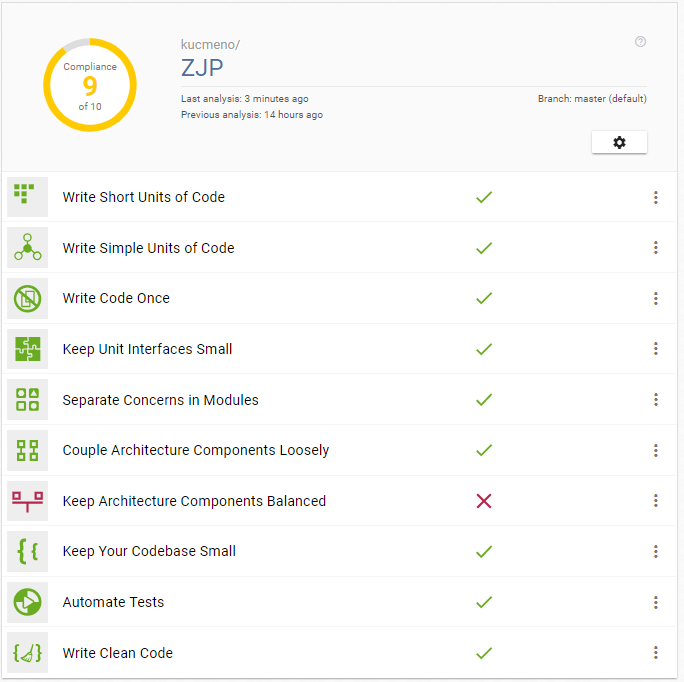 Compliance
9
of 10
kucmeno/
ZJP
Last analysis: 3 minutes ago
Branch: master (default)
Previous analysis: 14 hours ago
Write Short Units of Code
Write Simple Units of Code
Write Code Once
Keep Unit Interfaces Small
Separate Concerns in Modules
Couple Architecture Components Loosely
Keep Architecture Components Balanced
Keep Your Codebase Small
Automate Tests
Write Clean Code